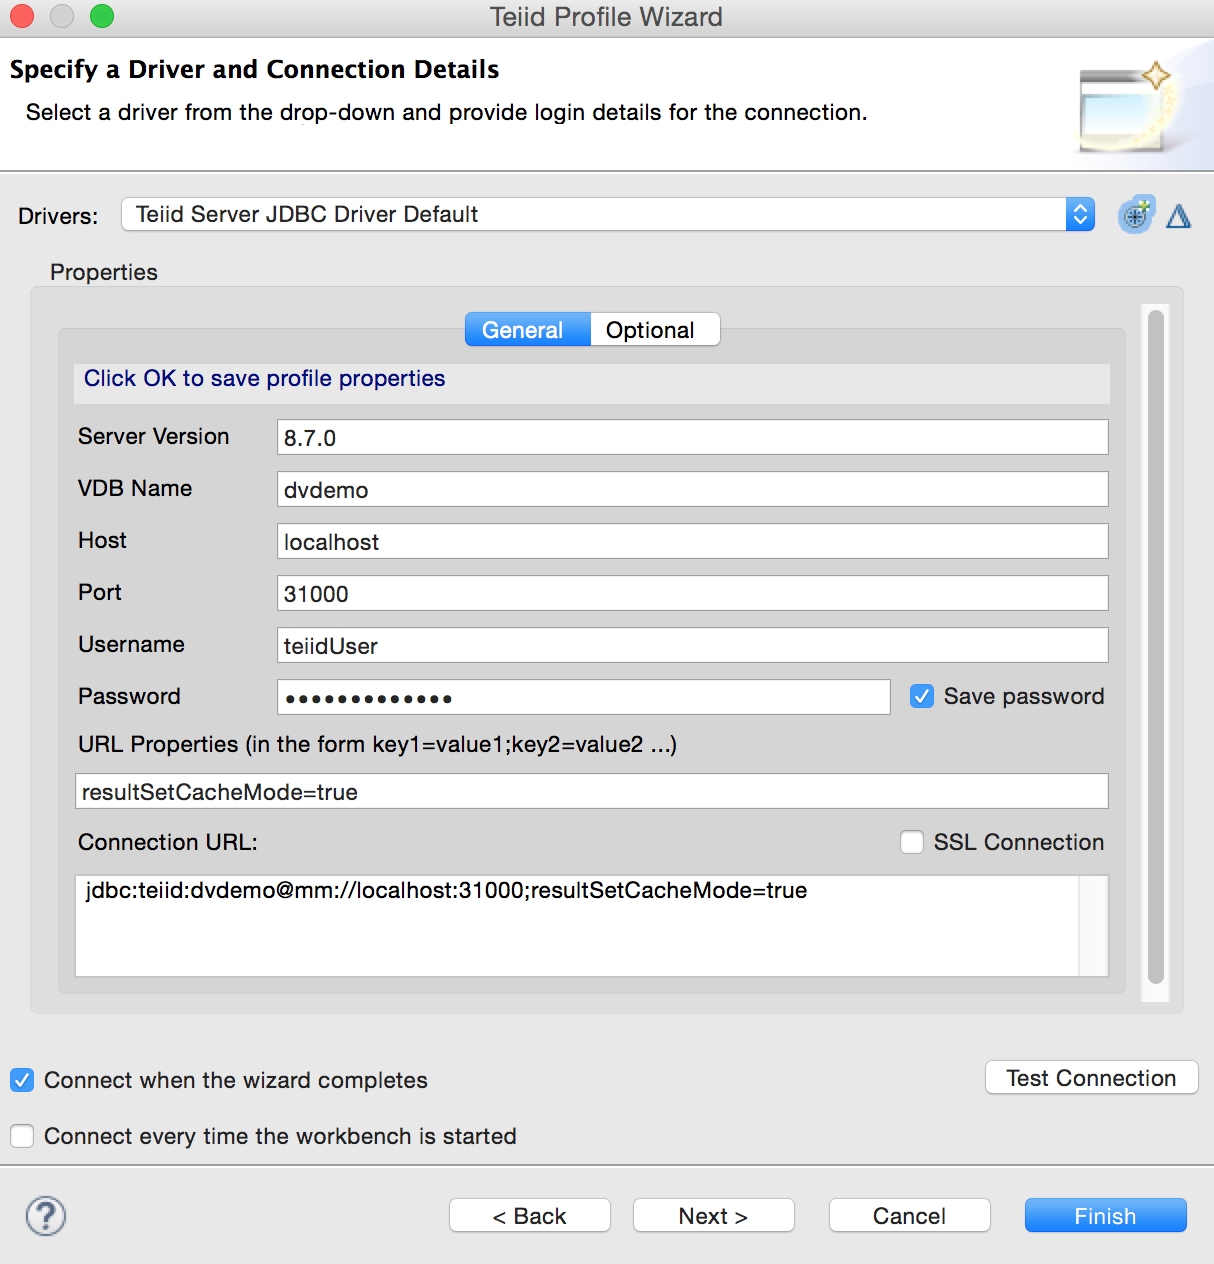 Teiid Profile Wizard
Specify a Driver and Connection Details
Select a driver from the drop-down and provide login details for the connection.
Drivers: Teiid Server JDBC Driver Default
Properties
General Optional
Click OK to save profile properties
Server Version 8.7.0
VDB Name dvdemo
Host localhost
Port 31000
Username teiidUser
Password ●●●●●●●●●●●●● Save password
URL Properties (in the form key1=value1;key2=value2 ...)
resultSetCacheMode=true
Connection URL: SSL Connection
jdbc:teiid:dvdemo@mm://localhost:31000;resultSetCacheMode=true
Connect when the wizard completes Test Connection
Connect every time the workbench is started
? < Back Next > Cancel Finish